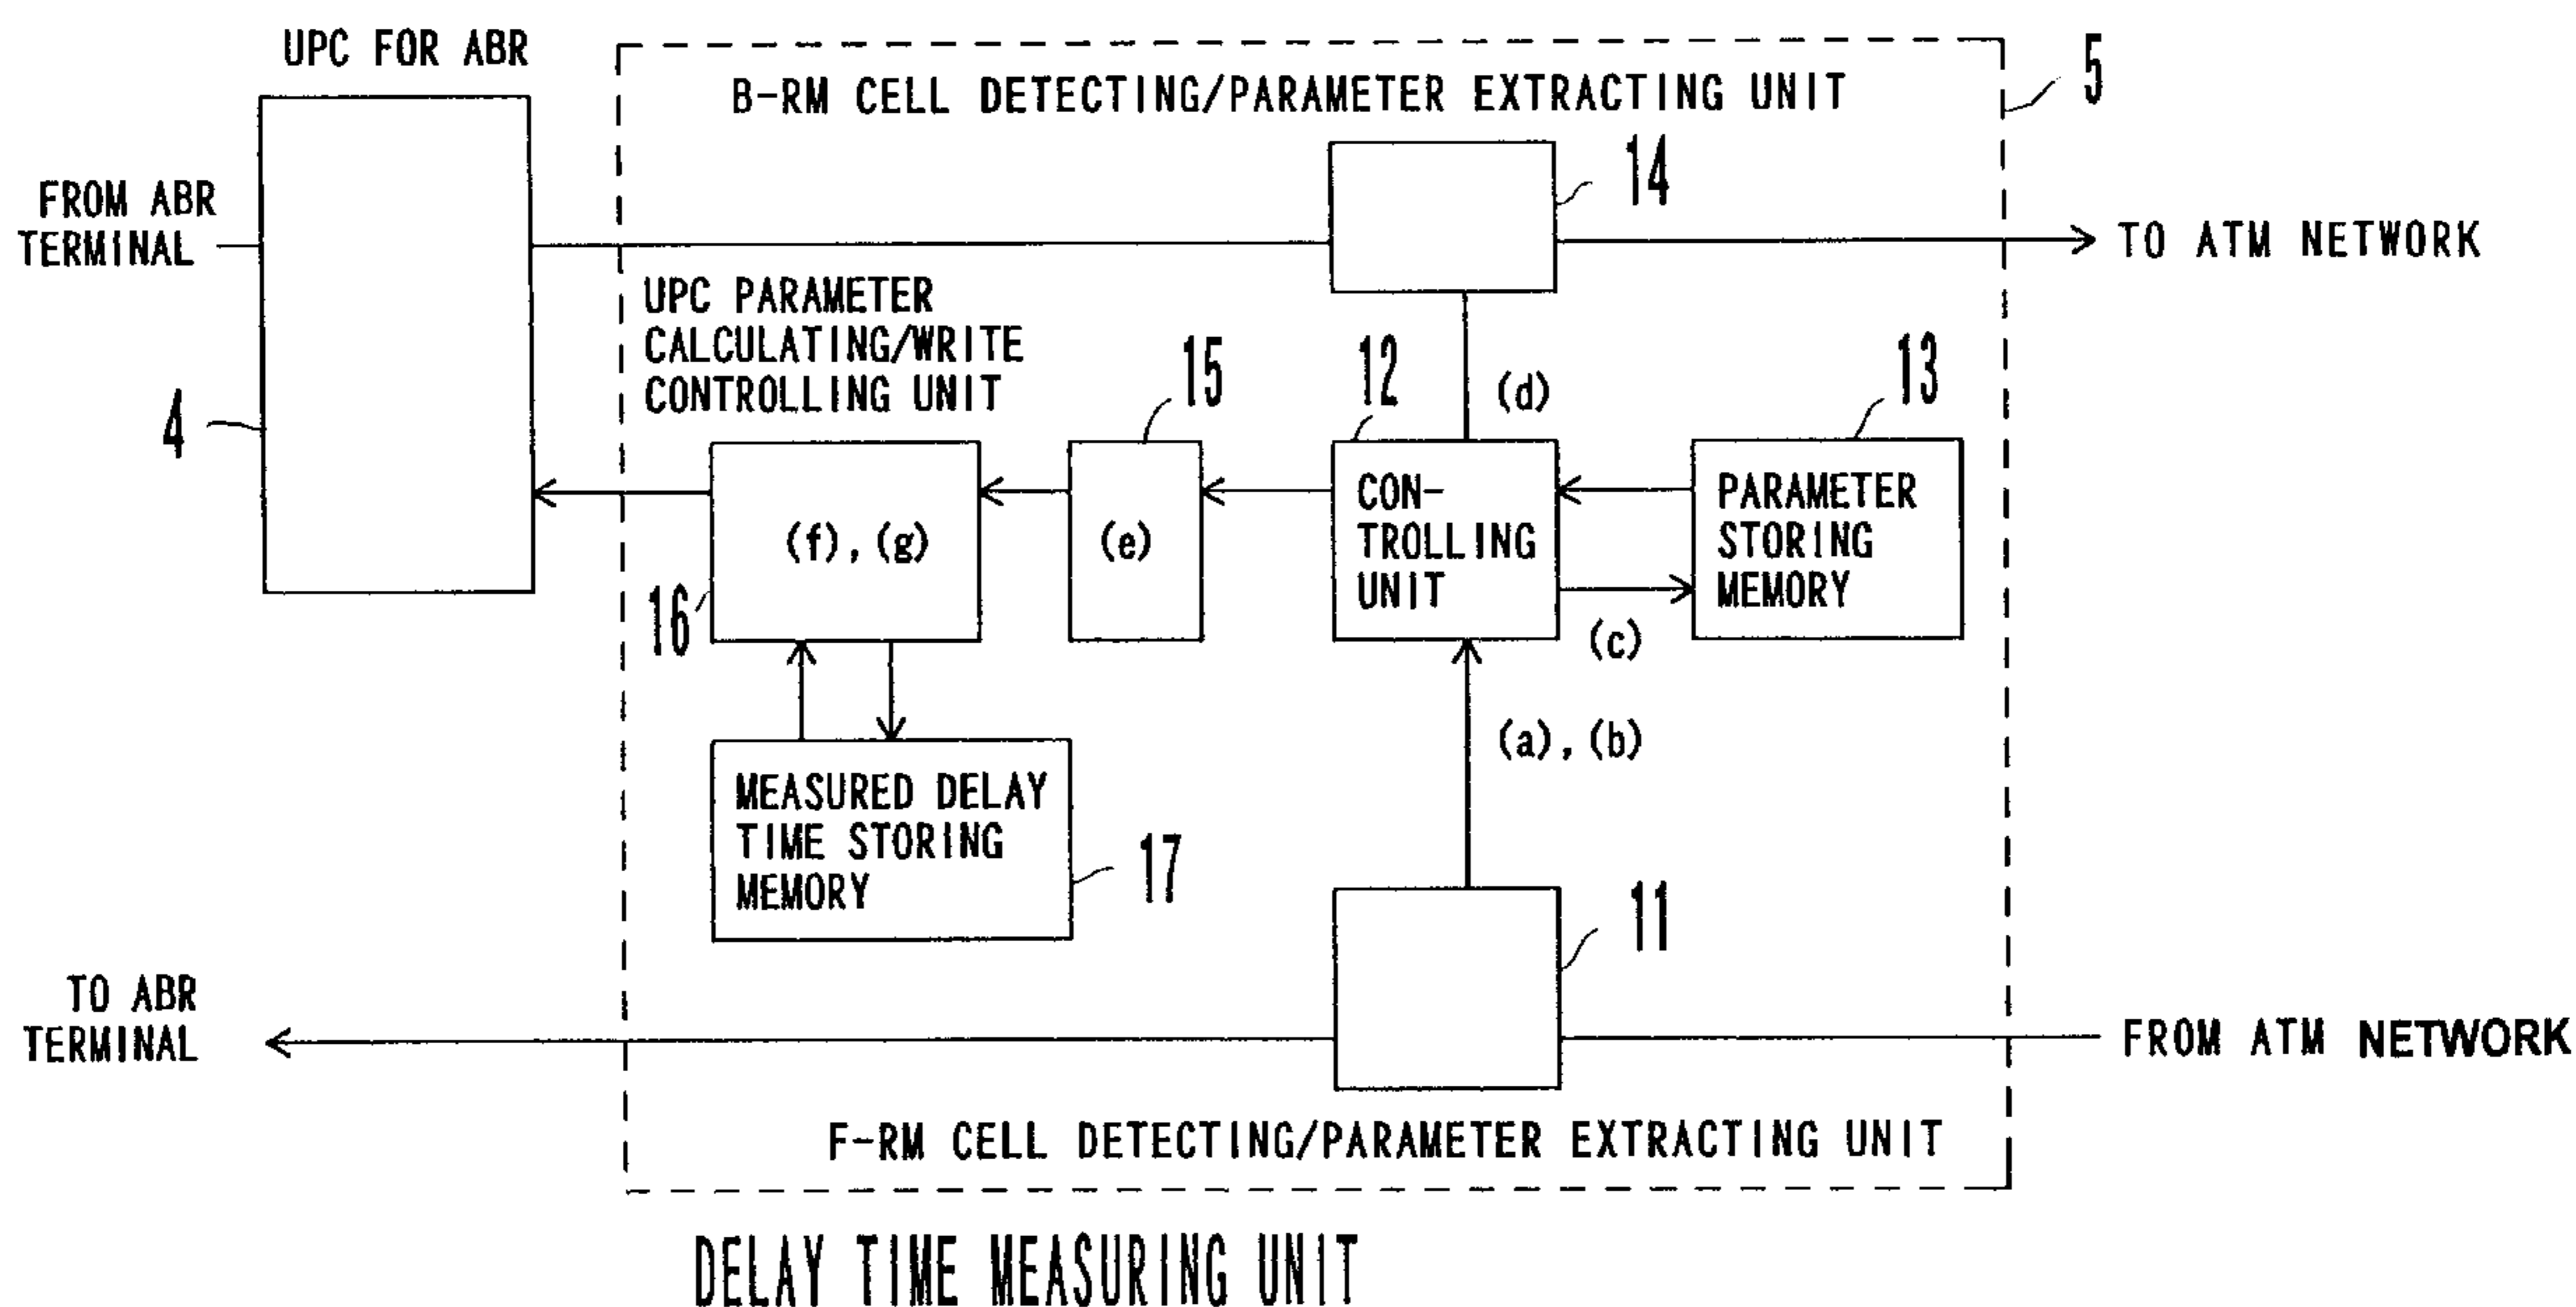 UPC FOR ABR
5
B-RM CELL DETECTING/PARAMETER EXTRACTING UNIT
14
FROM ABR
TERMINAL
TO ATM NETWORK
UPC PARAMETER
CALCULATING/WRITE
CONTROLLING UNIT
15
12
13
4
(d)
(f), (g)
(e)
CON-
TROLLING
UNIT
PARAMETER
STORING
MEMORY
16
(c)
(a), (b)
MEASURED DELAY
TIME STORING
MEMORY
17
11
TO ABR
TERMINAL
FROM ATM NETWORK
F-RM CELL DETECTING/PARAMETER EXTRACTING UNIT
DELAY TIME MEASURING UNIT